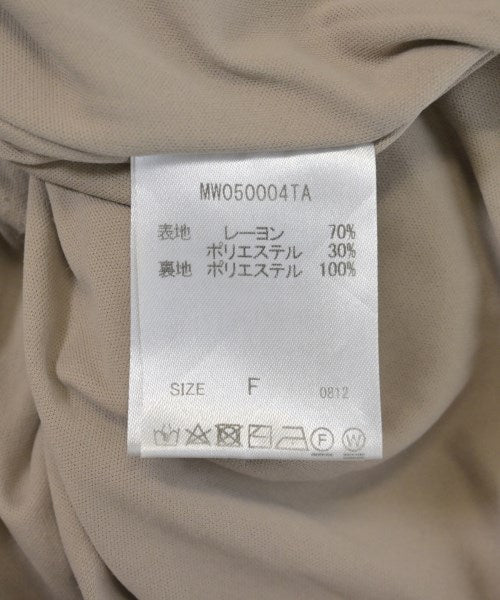 MW050004TA
表地 レーヨン 70%
ポリエステル 30%
裏地 ポリエステル 100%
SIZE F 0812
F W